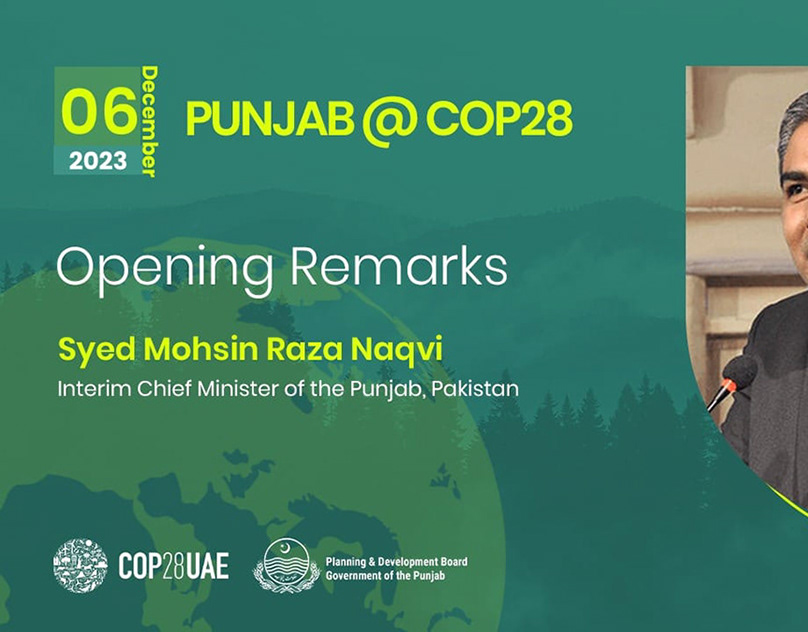 06
December
2023
PUNJAB @ COP28
Opening Remarks
Syed Mohsin Raza Naqvi
Interim Chief Minister of the Punjab, Pakistan
COP28UAE
Planning & Development Board
Government of the Punjab